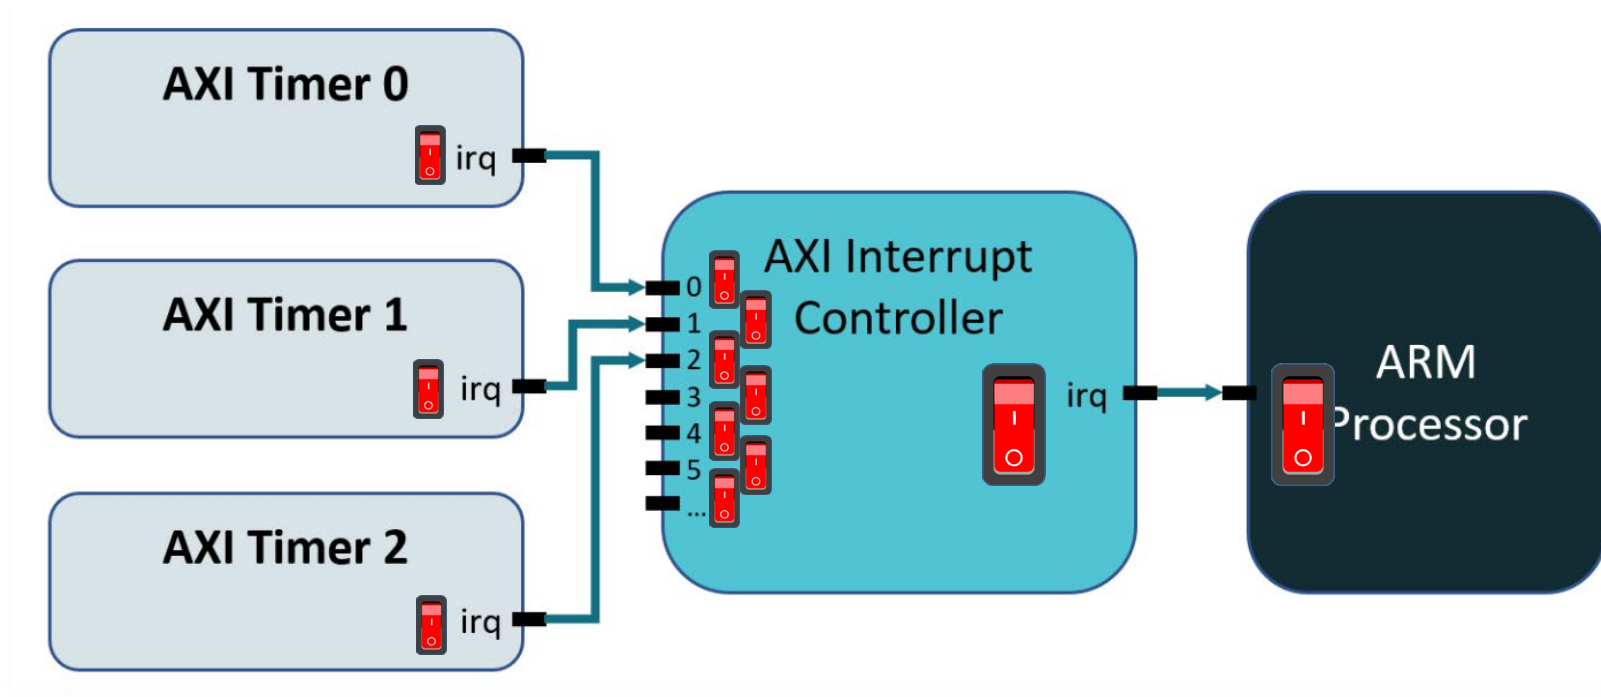 AXI Timer 0
irq
AXI Timer 1
irq
AXI Timer 2
irq
AXI Interrupt
Controller
0
1
2
3
4
5
...
irq
ARM
Processor